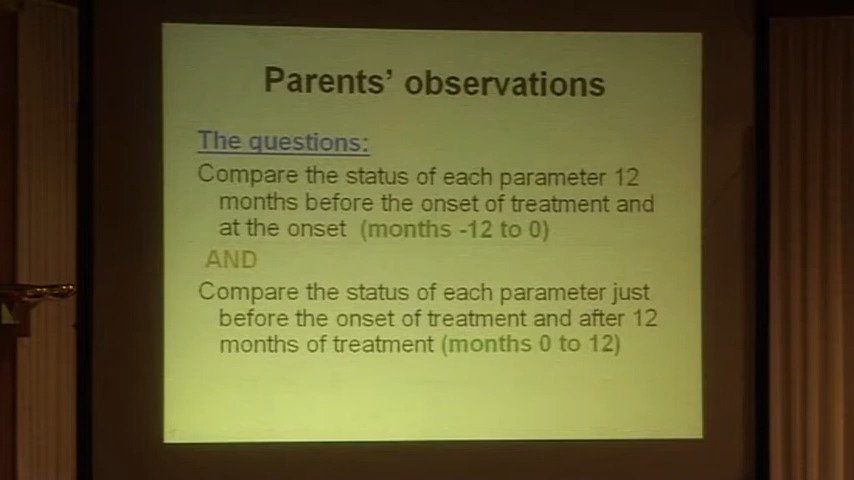 Parents' observations
The questions:
Compare the status of each parameter 12
months before the onset of treatment and
at the onset (months -12 to 0)
AND
Compare the status of each parameter just
before the onset of treatment and after 12
months of treatment (months 0 to 12)